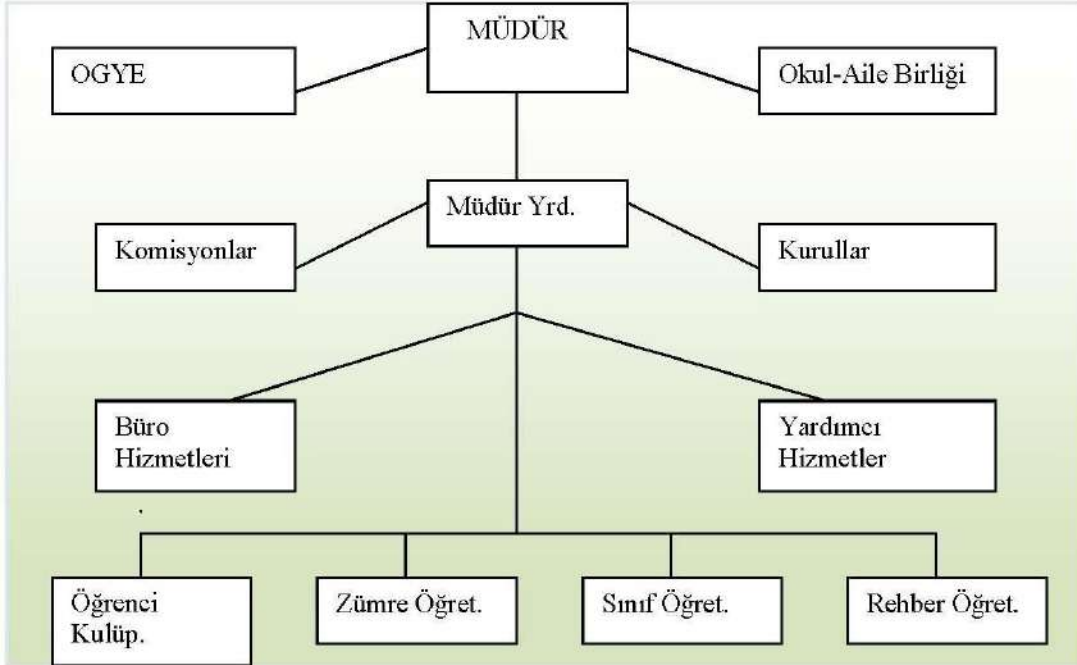 MÜDÜR
OGYE
Okul-Aile Birliği
Müdür Yrd.
Komisyonlar
Kurullar
Büro
Hizmetleri
Yardımcı
Hizmetler
Öğrenci
Kulüp.
Zümre Öğret.
Sınıf Öğret.
Rehber Öğret.